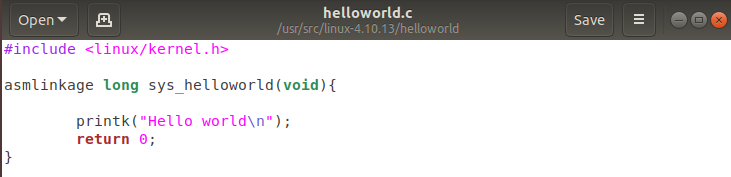 Open
helloworld.c
/usr/src/linux-4.10.13/helloworld
Save
#include <linux/kernel.h>
asmlinkage long sys_helloworld(void){
printk("Hello world\n");
return 0;
}